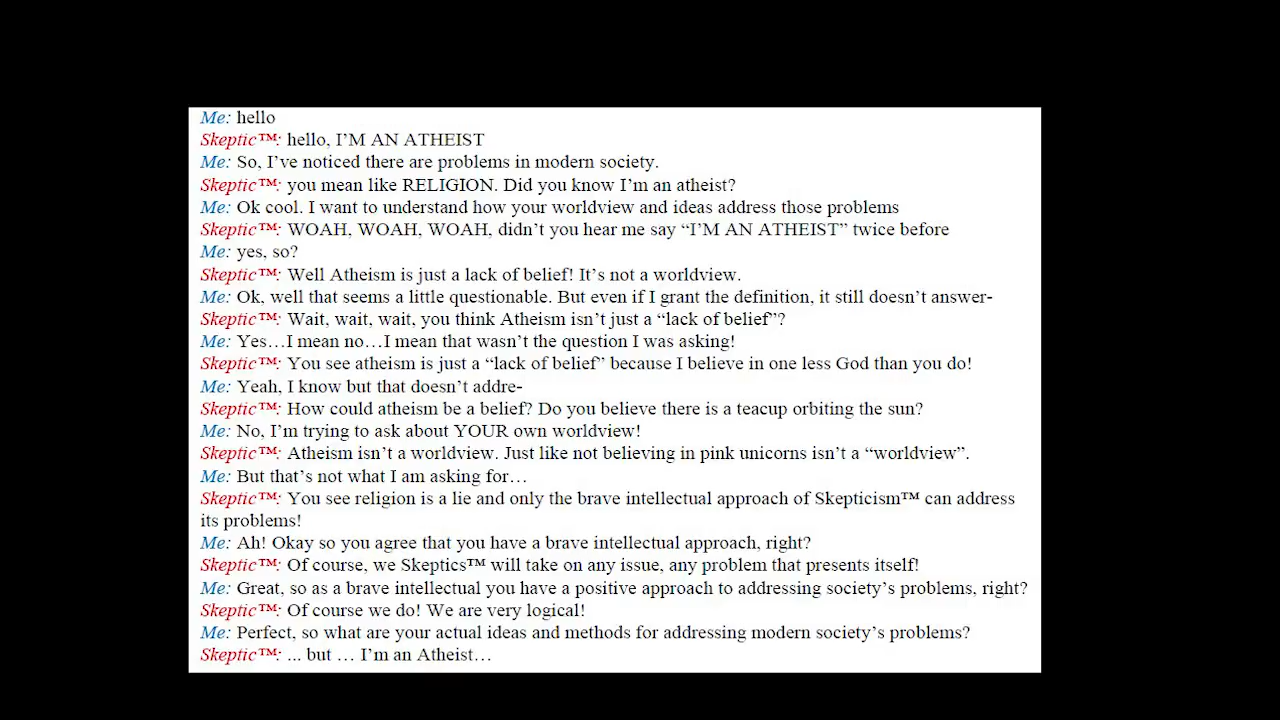 Me: hello
Skeptic™: hello, I’M AN ATHEIST
Me: So, I’ve noticed there are problems in modern society.
Skeptic™: you mean like RELIGION. Did you know I’m an atheist?
Me: Ok cool. I want to understand how your worldview and ideas address those problems
Skeptic™: WOAH, WOAH, WOAH, didn’t you hear me say “I’M AN ATHEIST” twice before
Me: yes, so?
Skeptic™: Well Atheism is just a lack of belief! It’s not a worldview.
Me: Ok, well that seems a little questionable. But even if I grant the definition, it still doesn’t answer-
Skeptic™: Wait, wait, wait, you think Atheism isn’t just a “lack of belief”?
Me: Yes…I mean no…I mean that wasn’t the question I was asking!
Skeptic™: You see atheism is just a “lack of belief” because I believe in one less God than you do!
Me: Yeah, I know but that doesn’t addre-
Skeptic™: How could atheism be a belief? Do you believe there is a teacup orbiting the sun?
Me: No, I’m trying to ask about YOUR own worldview!
Skeptic™: Atheism isn’t a worldview. Just like not believing in pink unicorns isn’t a “worldview”.
Me: But that’s not what I am asking for…
Skeptic™: You see religion is a lie and only the brave intellectual approach of Skepticism™ can address
its problems!
Me: Ah! Okay so you agree that you have a brave intellectual approach, right?
Skeptic™: Of course, we Skeptics™ will take on any issue, any problem that presents itself!
Me: Great, so as a brave intellectual you have a positive approach to addressing society’s problems, right?
Skeptic™: Of course we do! We are very logical!
Me: Perfect, so what are your actual ideas and methods for addressing modern society’s problems?
Skeptic™: ... but … I’m an Atheist…